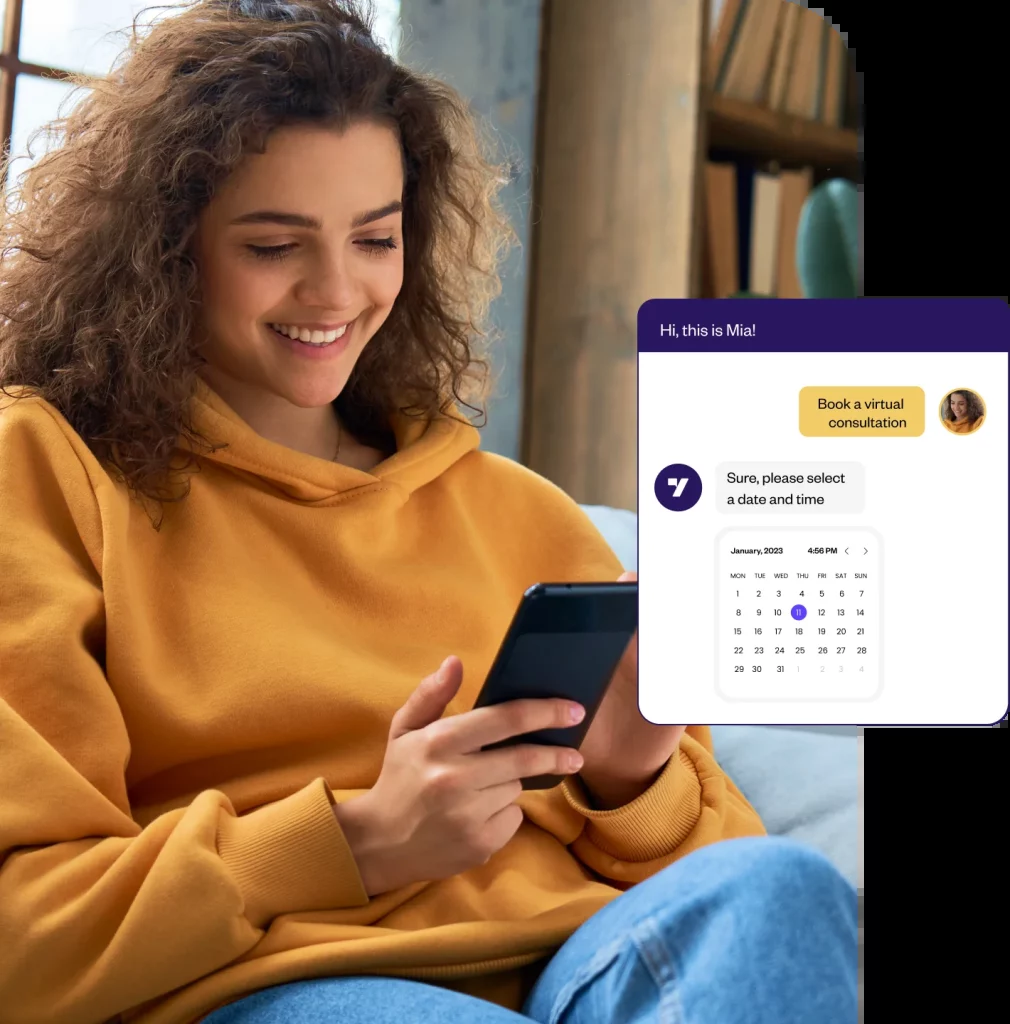 Hi, this is Mia!
Book a virtual
consultation
Sure, please select
a date and time
January, 2023 4:56 PM
MON TUE WED THU FRI SAT SUN
1 2 3 4 5 6 7
8 9 10 11 12 13 14
15 16 17 18 19 20 21
22 23 24 25 26 27 28
29 30 31 1 2 3 4